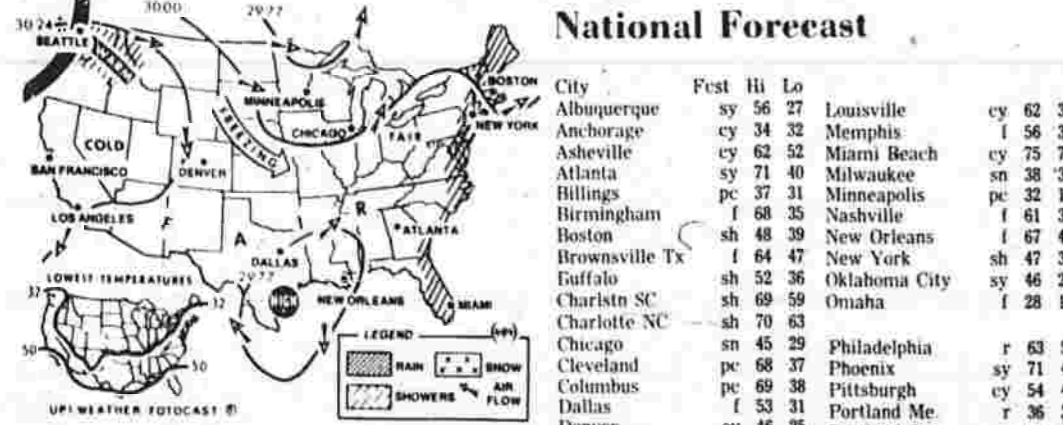 30.24
30.00
29.77
SEATTLE
COLD
SAN FRANCISCO
LOS ANGELES
MINNEAPOLIS
FREEZING
DENVER
CHICAGO
FAIR
BOSTON
NEW YORK
F
A
R
ATLANTA
DALLAS
29.77
HIGH
NEW ORLEANS
MIAMI
LOWEST TEMPERATURES
32
50
50
LEGEND
RAIN
SNOW
SHOWERS
AIR
FLOW
UPI WEATHER FOTOCAST ®
National Forecast
City Fcst Hi Lo
Albuquerque sy 56 27
Anchorage cy 34 32
Asheville cy 62 52
Atlanta sy 71 40
Billings pc 37 31
Birmingham f 68 35
Boston sh 48 39
Brownsville Tx f 64 47
Buffalo sh 52 36
Charlstn SC sh 69 59
Charlotte NC sh 70 63
Chicago sn 45 29
Cleveland pc 68 37
Columbus pc 69 38
Dallas f 53 31
Louisville cy 62
Memphis f 56
Miami Beach cy 75
Milwaukee sn 38
Minneapolis pc 32
Nashville f 61
New Orleans f 67
New York sh 47
Oklahoma City sy 46
Omaha f 28
Philadelphia r 63
Phoenix sy 71
Pittsburgh cy 54
Portland Me. r 36